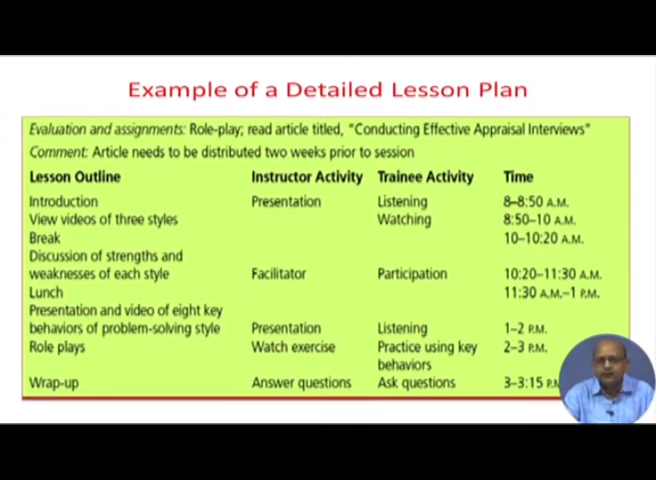 Example of a Detailed Lesson Plan
Evaluation and assignments: Role-play; read article titled, "Conducting Effective Appraisal Interviews"
Comment: Article needs to be distributed two weeks prior to session
Lesson Outline Instructor Activity Trainee Activity Time
Introduction Presentation Listening 8–8:50 A.M.
View videos of three styles Watching 8:50–10 A.M.
Break 10–10:20 A.M.
Discussion of strengths and
weaknesses of each style Facilitator Participation 10:20–11:30 A.M.
Lunch 11:30 A.M.–1 P.M.
Presentation and video of eight key
behaviors of problem-solving style Presentation Listening 1–2 P.M.
Role plays Watch exercise Practice using key 2–3 P.M.
behaviors
Wrap-up Answer questions Ask questions 3–3:15 P.